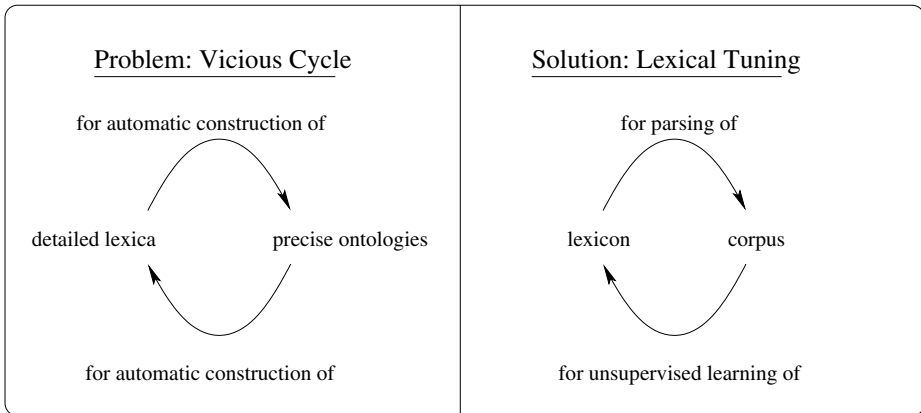 Problem: Vicious Cycle
for automatic construction of
detailed lexica
precise ontologies
for automatic construction of
Solution: Lexical Tuning
for parsing of
lexicon
corpus
for unsupervised learning of